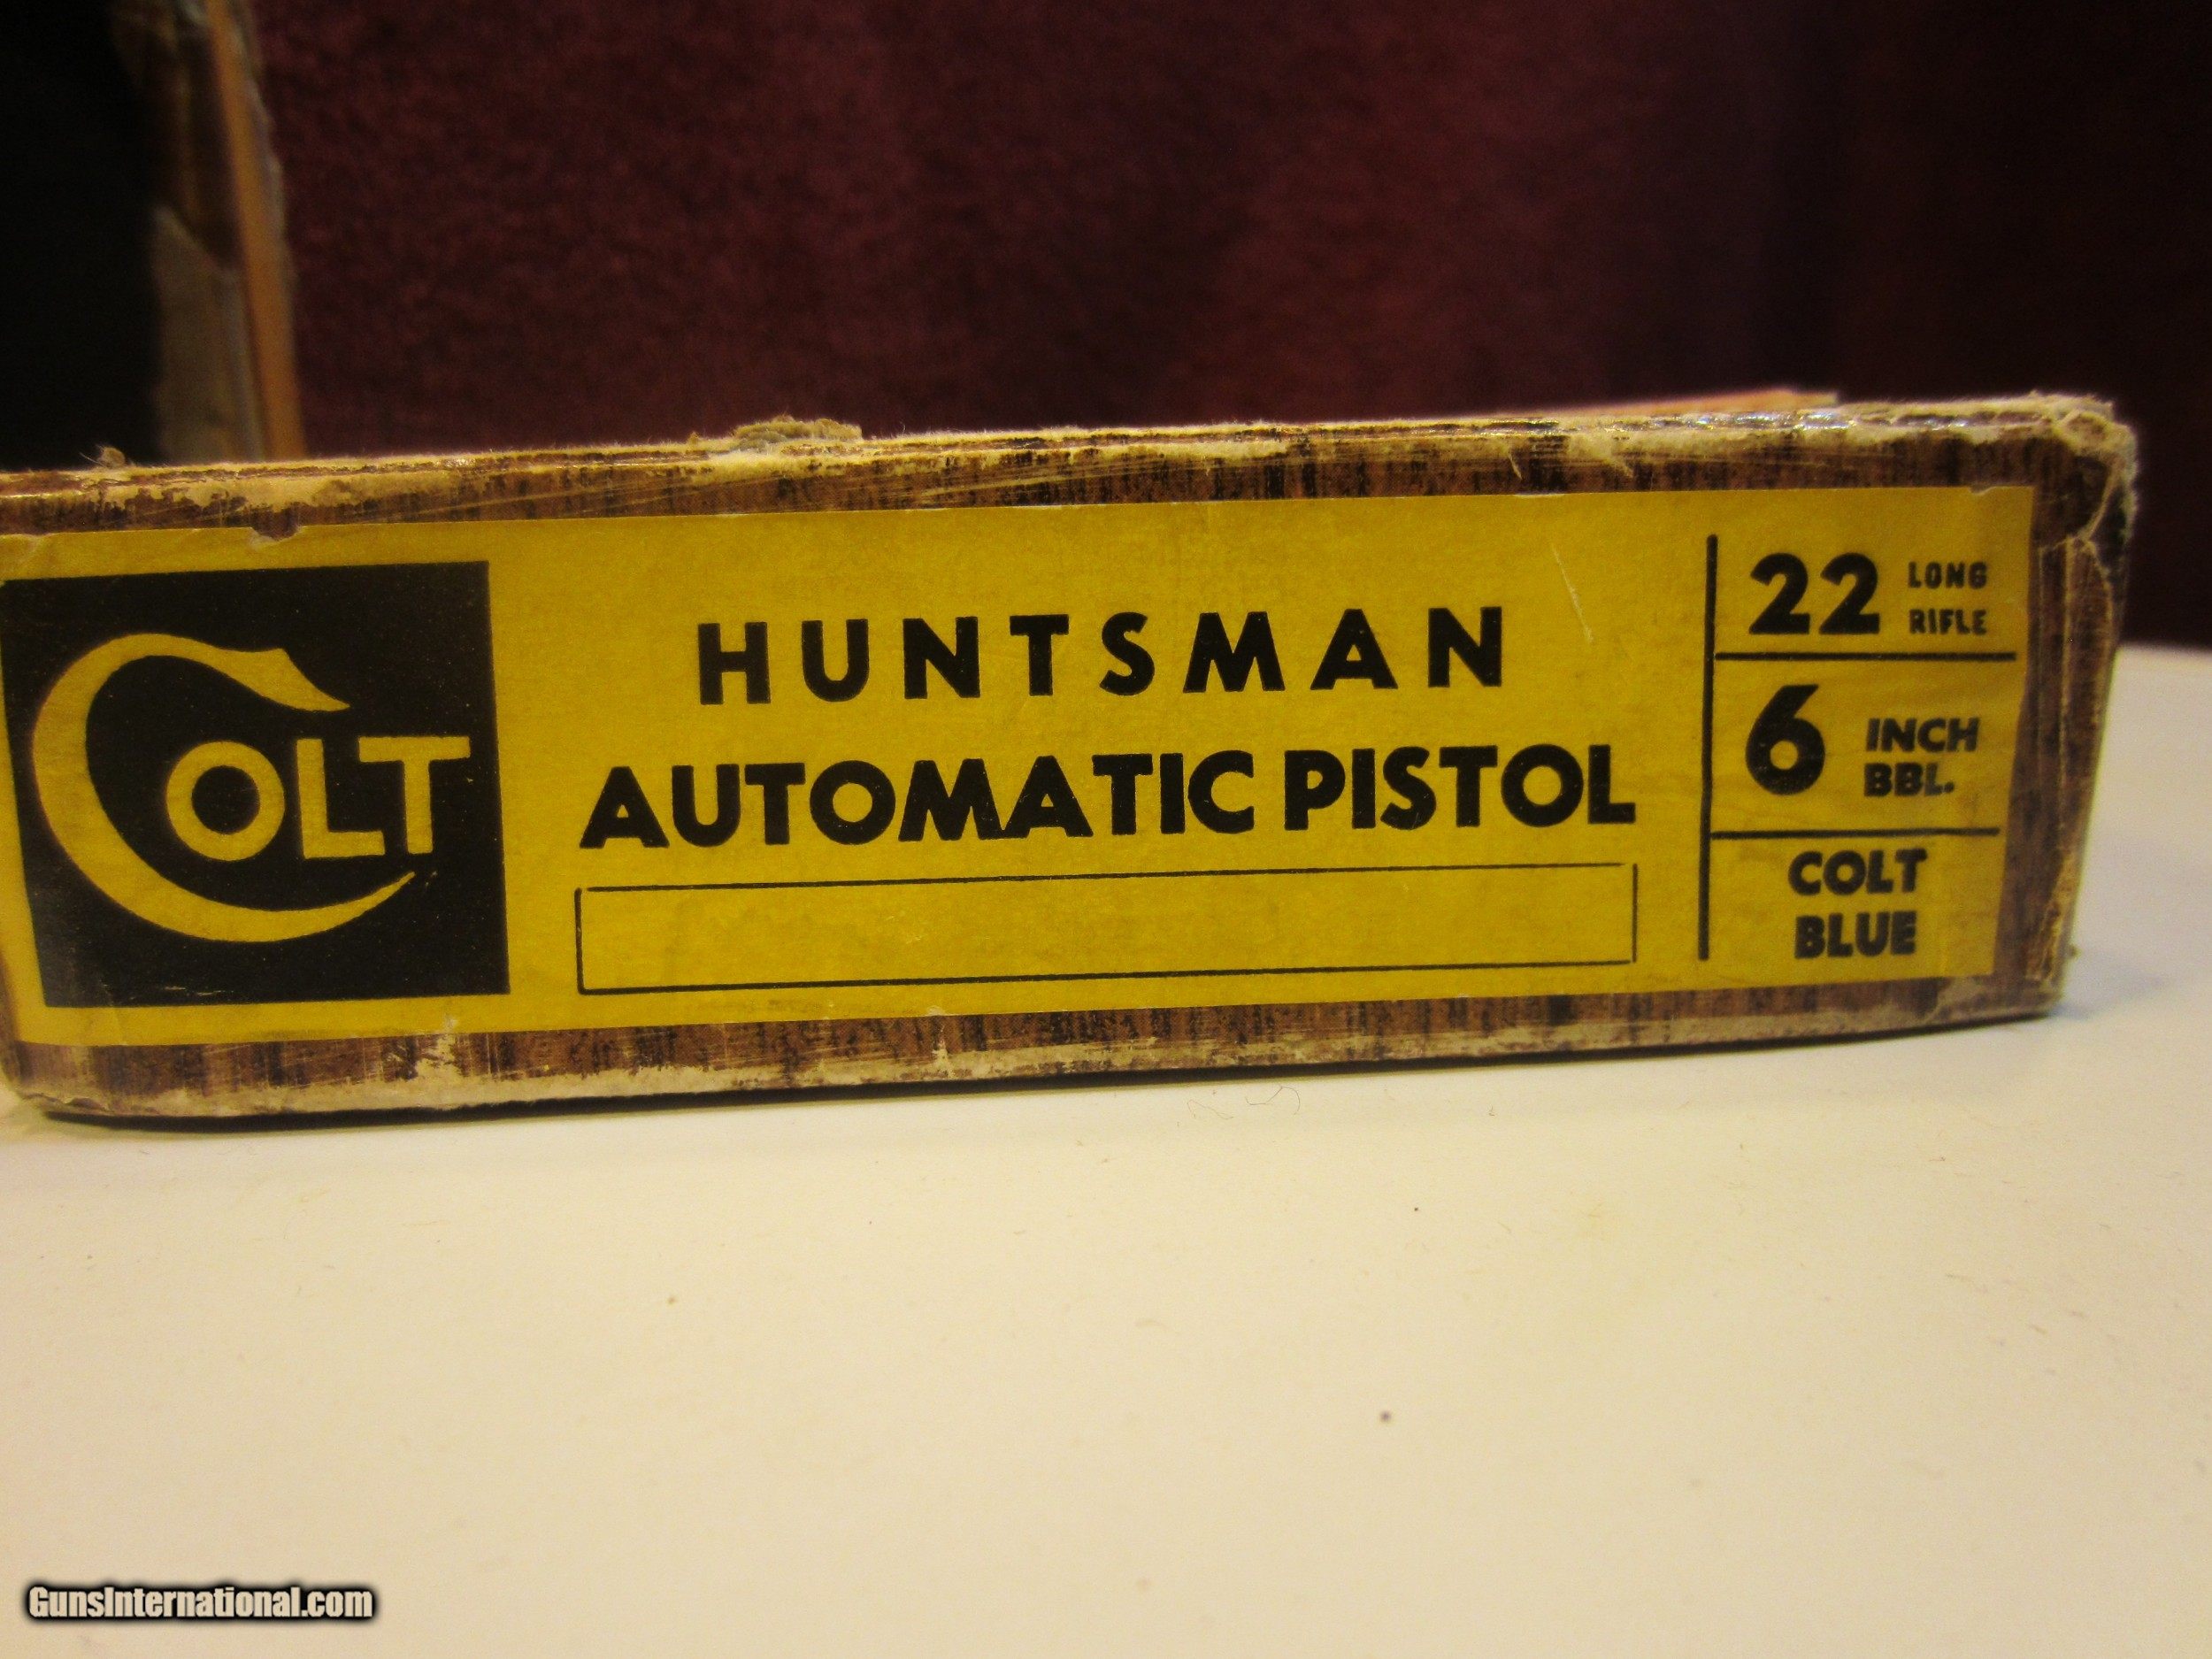 COLT
HUNTSMAN
AUTOMATIC PISTOL
22 LONG RIFLE
6 INCH BBL.
COLT
BLUE
GunsInternational.com